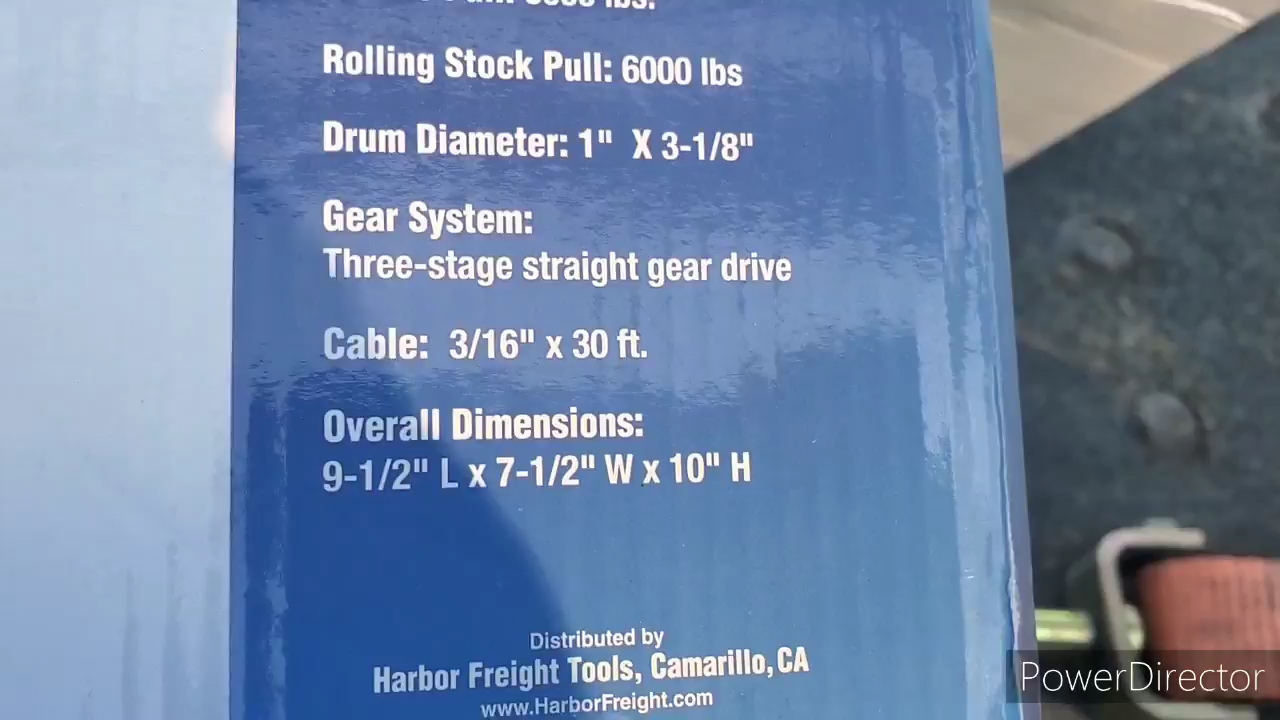 lbs.
Rolling Stock Pull: 6000 lbs
Drum Diameter: 1" X 3-1/8"
Gear System:
Three-stage straight gear drive
Cable: 3/16" x 30 ft.
Overall Dimensions:
9-1/2" L x 7-1/2" W x 10" H
Distributed by
Harbor Freight Tools, Camarillo, CA
www.HarborFreight.com
PowerDirector